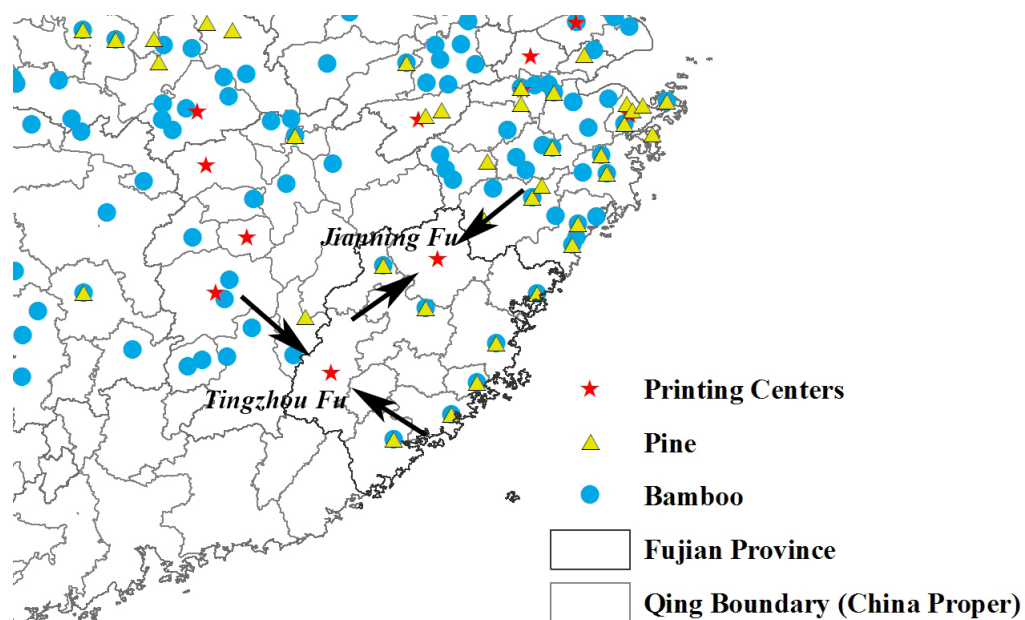 Jianning Fu
Tingzhou Fu
Printing Centers
Pine
Bamboo
Fujian Province
Qing Boundary (China Proper)